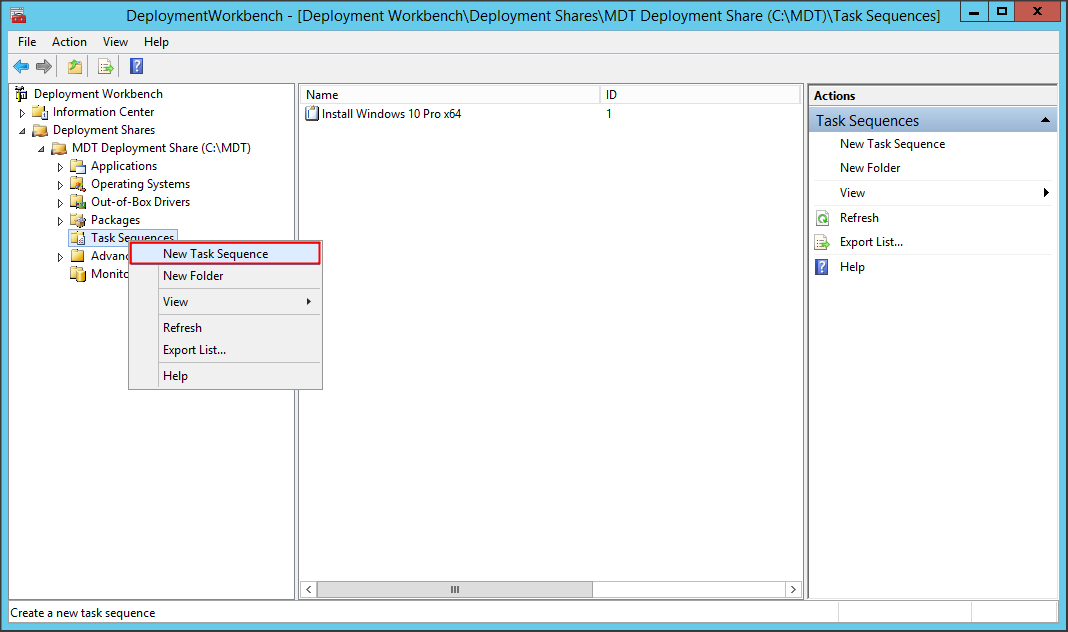 DeploymentWorkbench - [Deployment Workbench\Deployment Shares\MDT Deployment Share (C:\MDT)\Task Sequences]
File Action View Help
Deployment Workbench
Information Center
Deployment Shares
MDT Deployment Share (C:\MDT)
Applications
Operating Systems
Out-of-Box Drivers
Packages
Task Sequences
Advanc
Monito
New Task Sequence
New Folder
View
Refresh
Export List...
Help
Name ID
Install Windows 10 Pro x64 1
Actions
Task Sequences
New Task Sequence
New Folder
View
Refresh
Export List...
Help
Create a new task sequence